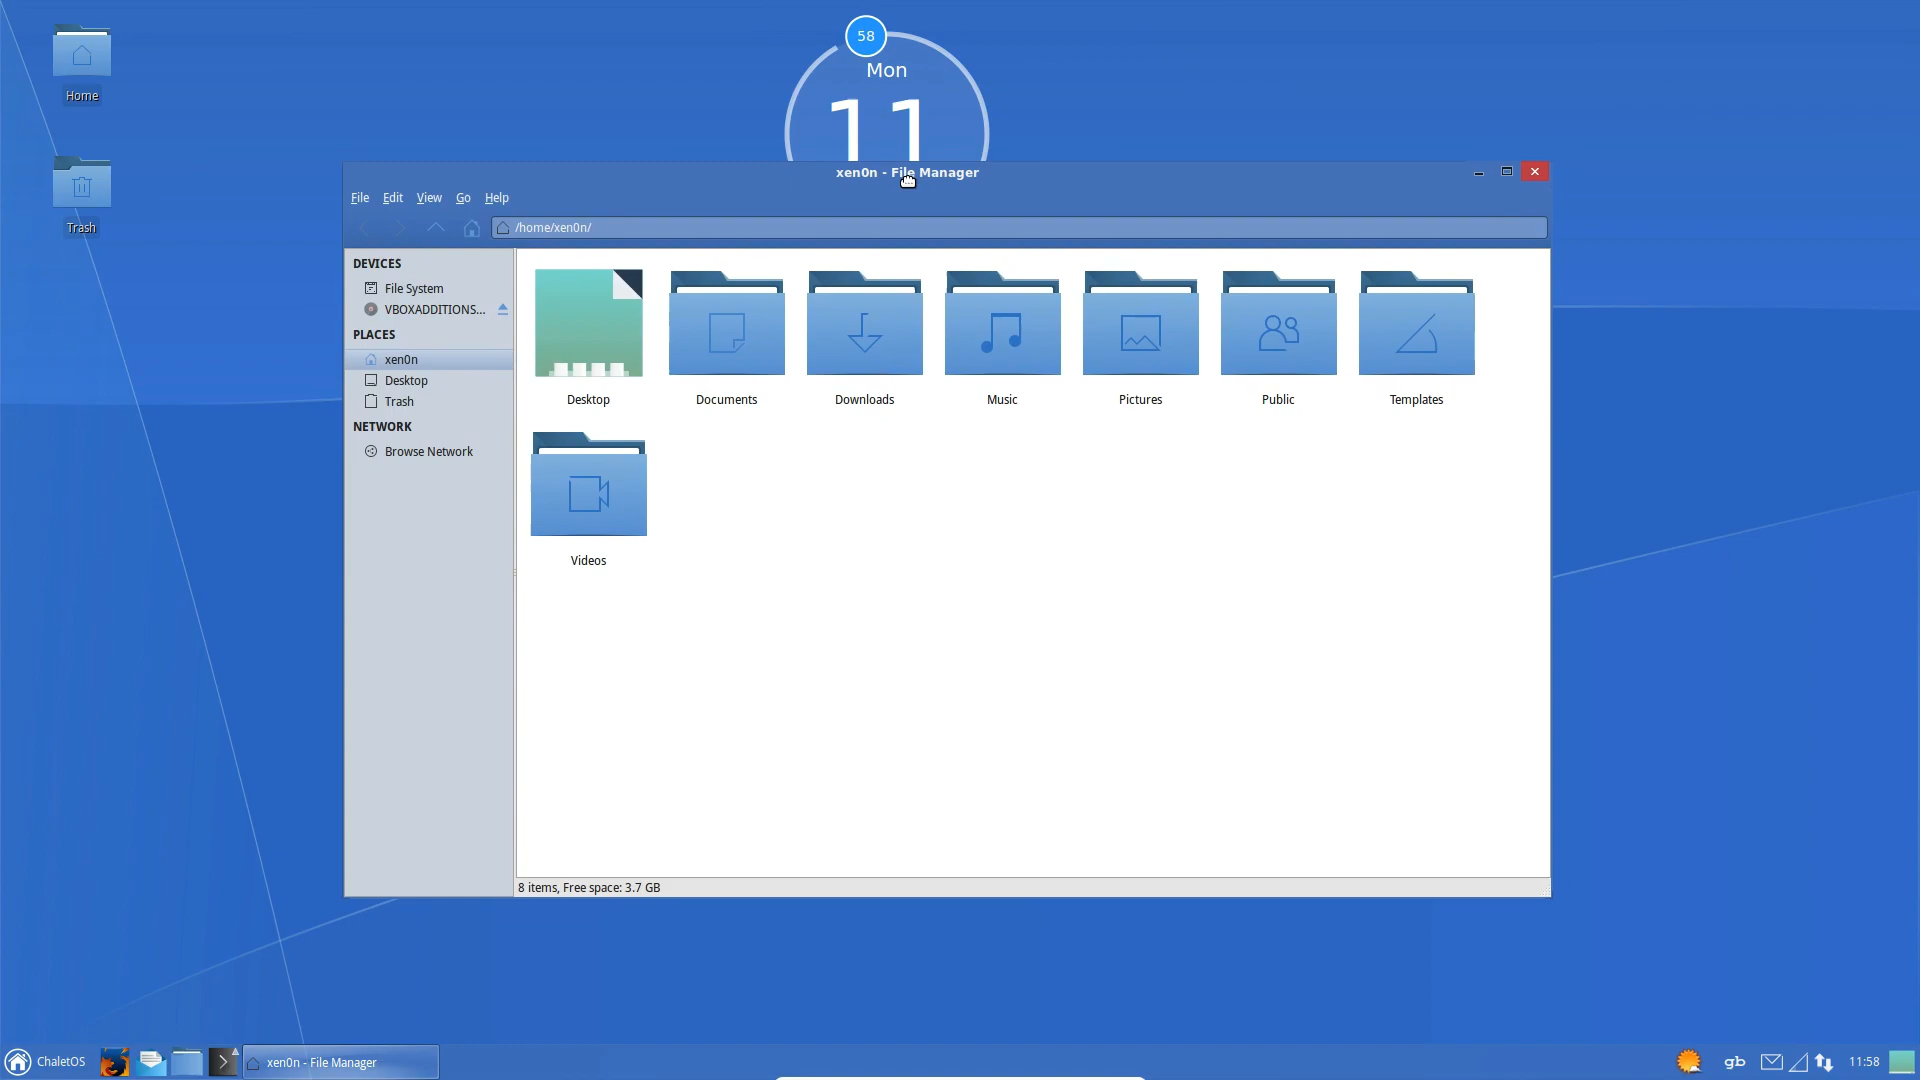 Home
Trash
58
Mon
11
xen0n - File Manager
File Edit View Go Help
/home/xen0n/
DEVICES
File System
VBOXADDITIONS...
PLACES
xen0n
Desktop
Trash
NETWORK
Browse Network
Desktop
Documents
Downloads
Music
Pictures
Public
Templates
Videos
8 items, Free space: 3.7 GB
ChaletOS
xen0n - File Manager
gb
11:58